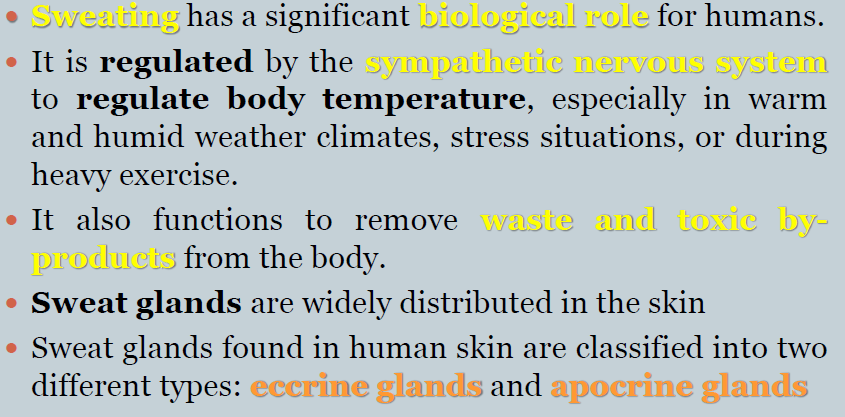 • Sweating has a significant biological role for humans.
• It is regulated by the sympathetic nervous system
to regulate body temperature, especially in warm
and humid weather climates, stress situations, or during
heavy exercise.
• It also functions to remove waste and toxic by-
products from the body.
• Sweat glands are widely distributed in the skin
• Sweat glands found in human skin are classified into two
different types: eccrine glands and apocrine glands